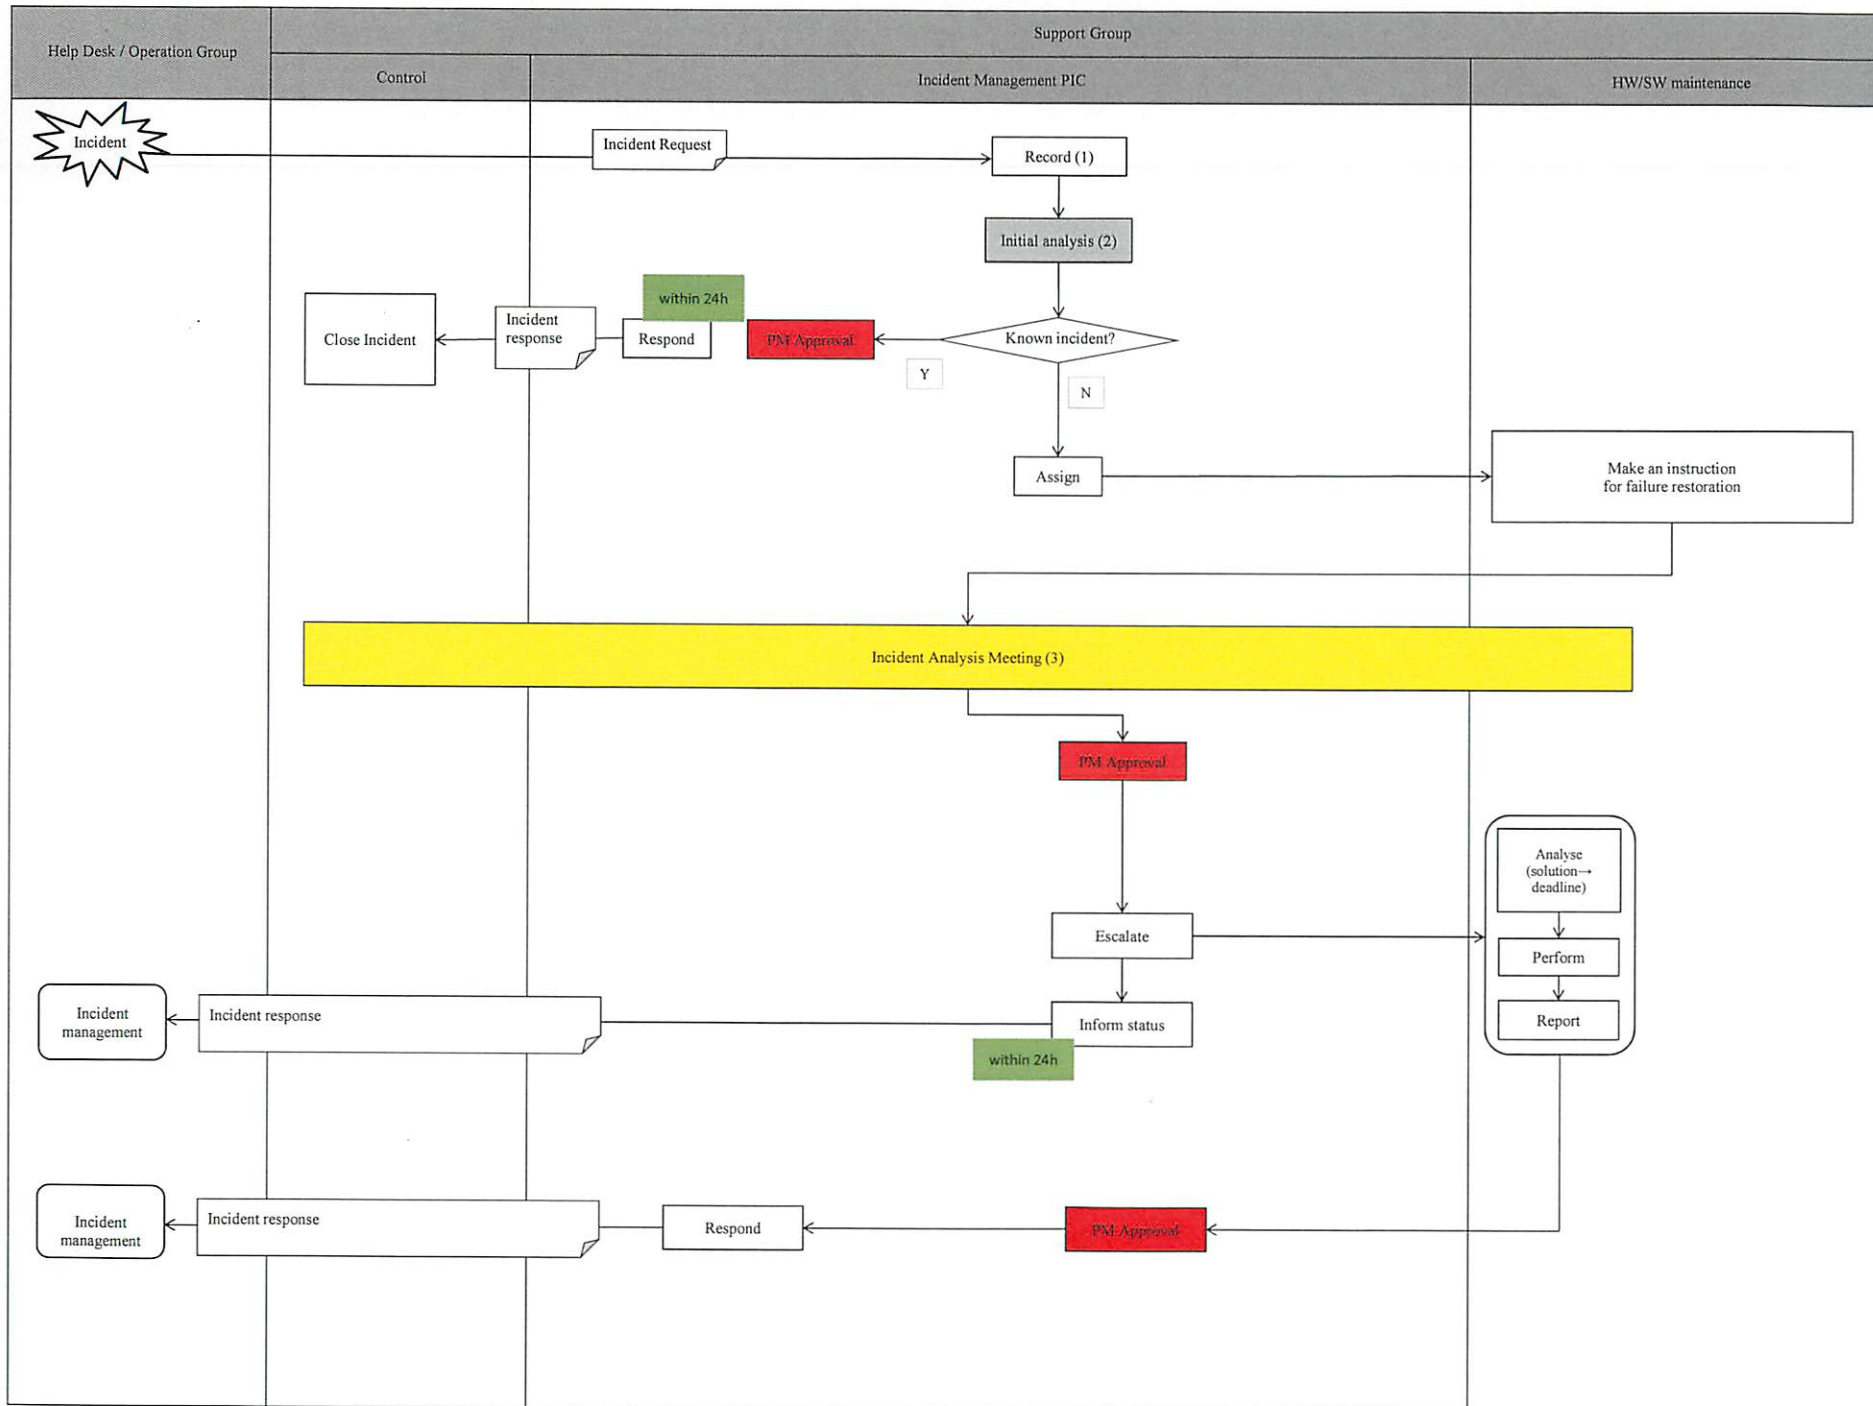 Help Desk / Operation Group
Support Group
Control
Incident Management PIC
HW/SW maintenance
Incident
Incident Request
Record (1)
Initial analysis (2)
within 24h
Close Incident
Incident
response
Respond
PM Approval
Known incident?
Y
N
Assign
Make an instruction
for failure restoration
Incident Analysis Meeting (3)
PM Approval
Analyse
(solution→
deadline)
Escalate
Perform
Incident
management
Incident response
Inform status
Report
within 24h
Incident
management
Incident response
Respond
PM Approval